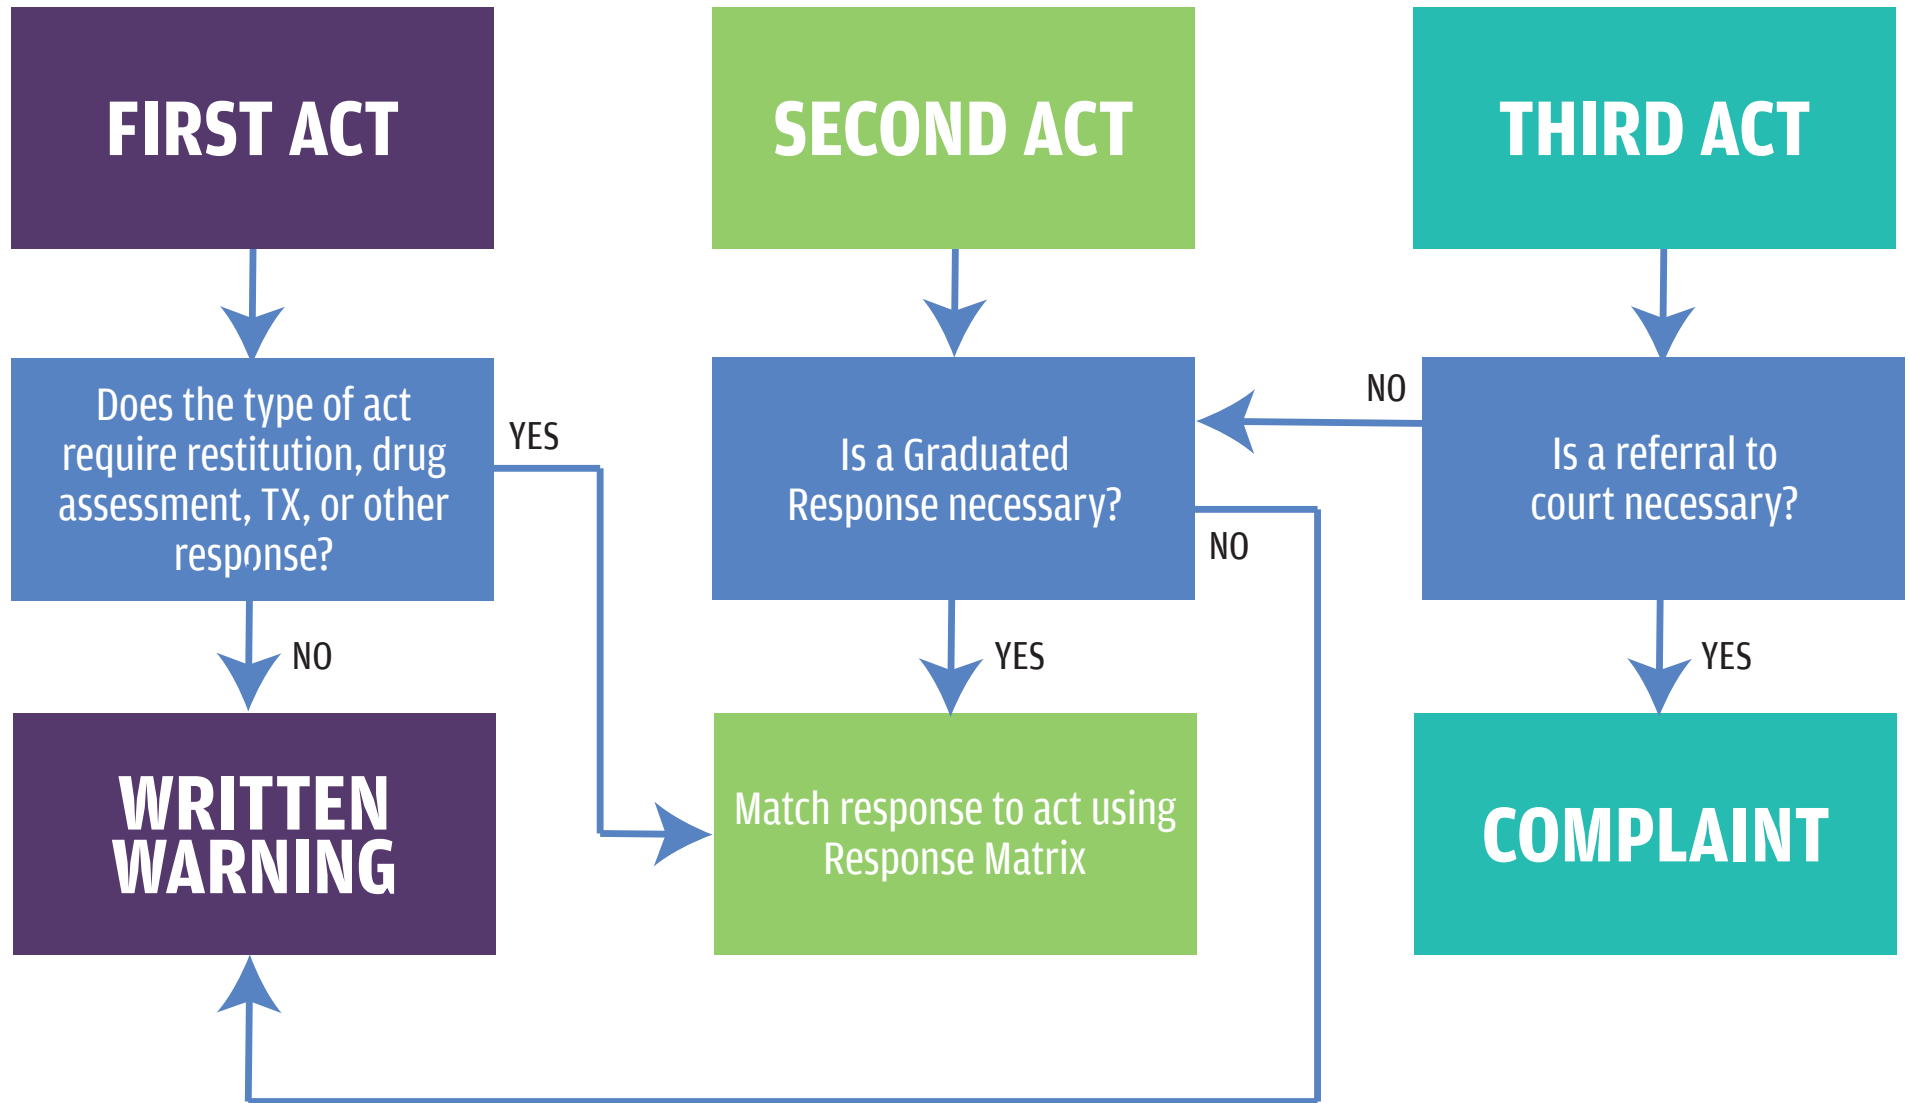 FIRST ACT
SECOND ACT
THIRD ACT
Does the type of act
require restitution, drug
assessment, TX, or other
response?
YES
NO
Is a Graduated
Response necessary?
NO
YES
NO
Is a referral to
court necessary?
YES
WRITTEN
WARNING
Match response to act using
Response Matrix
COMPLAINT